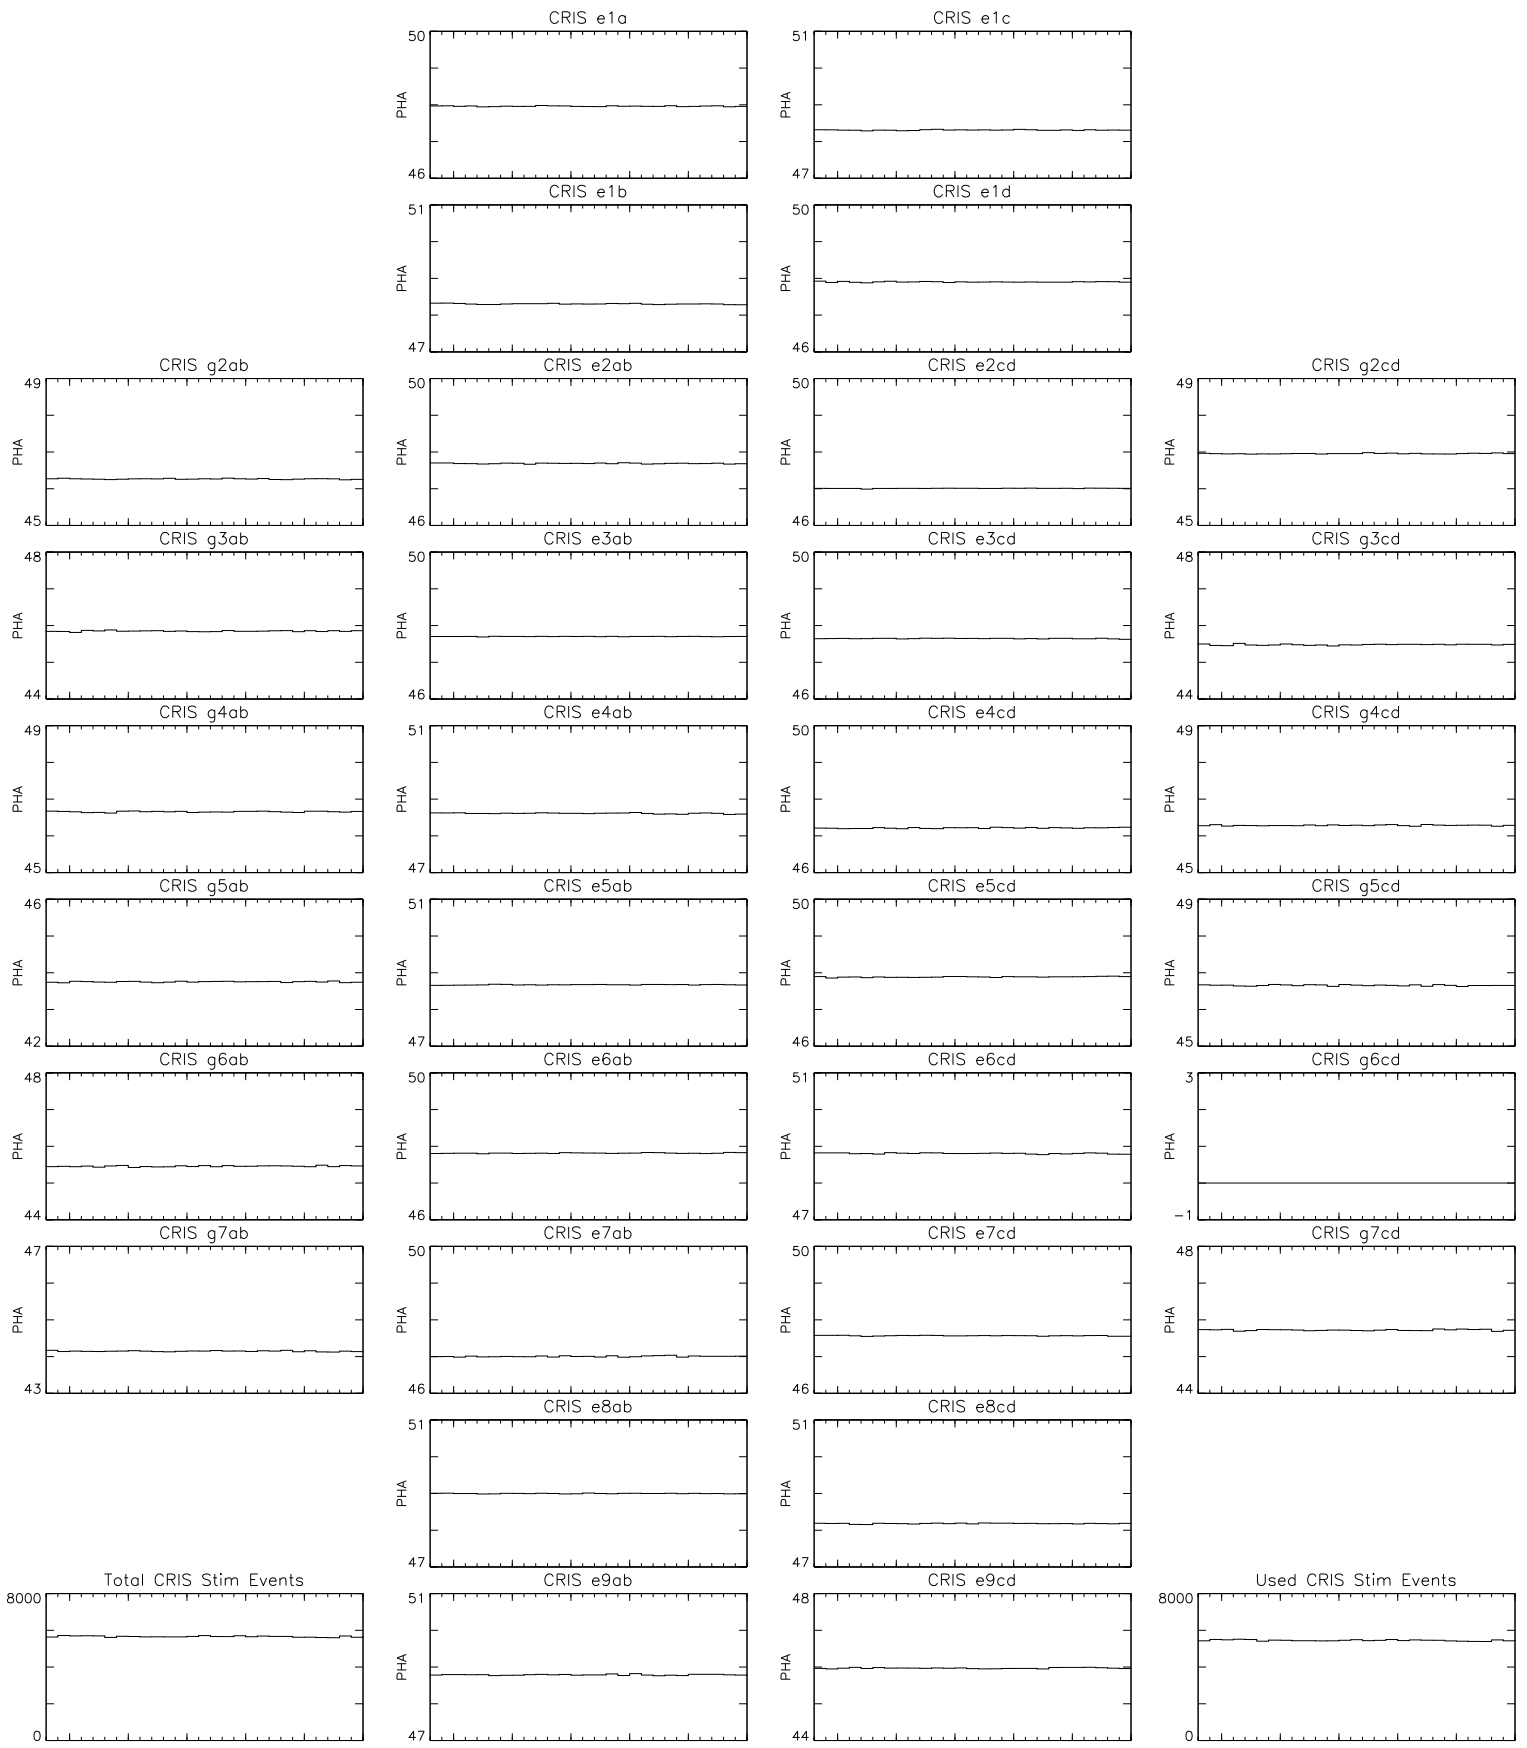 CRIS e1a
CRIS e1c
50
PHA
46
51
PHA
47
CRIS e1b
CRIS e1d
51
PHA
47
50
PHA
46
CRIS g2ab
CRIS e2ab
CRIS e2cd
CRIS g2cd
49
PHA
45
50
PHA
46
50
PHA
46
49
PHA
45
CRIS g3ab
CRIS e3ab
CRIS e3cd
CRIS g3cd
48
PHA
44
50
PHA
46
50
PHA
46
48
PHA
44
CRIS g4ab
CRIS e4ab
CRIS e4cd
CRIS g4cd
49
PHA
45
51
PHA
47
50
PHA
46
49
PHA
45
CRIS g5ab
CRIS e5ab
CRIS e5cd
CRIS g5cd
46
PHA
42
51
PHA
47
50
PHA
46
49
PHA
45
CRIS g6ab
CRIS e6ab
CRIS e6cd
CRIS g6cd
48
PHA
44
50
PHA
46
51
PHA
47
3
PHA
-1
CRIS g7ab
CRIS e7ab
CRIS e7cd
CRIS g7cd
47
PHA
43
50
PHA
46
50
PHA
46
48
PHA
44
CRIS e8ab
CRIS e8cd
51
PHA
47
51
PHA
47
Total CRIS Stim Events
CRIS e9ab
CRIS e9cd
Used CRIS Stim Events
8000
0
51
PHA
47
48
PHA
44
8000
0